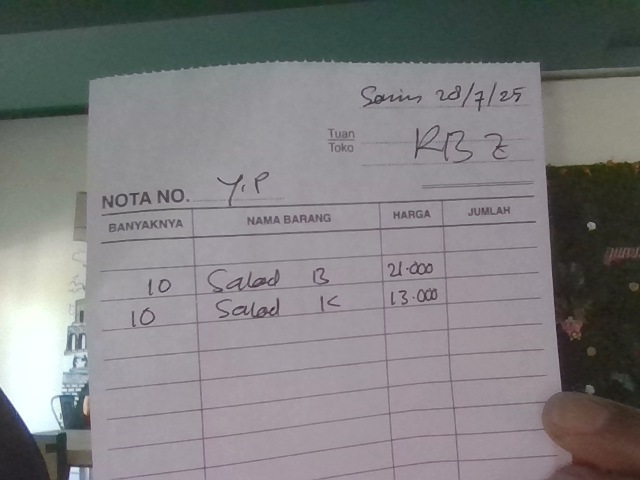 Senin 28/7/25
Tuan
Toko
RBZ
NOTA NO. Y.P
BANYAKNYA NAMA BARANG HARGA JUMLAH
10 Salad B 21.000
10 Salad K 13.000